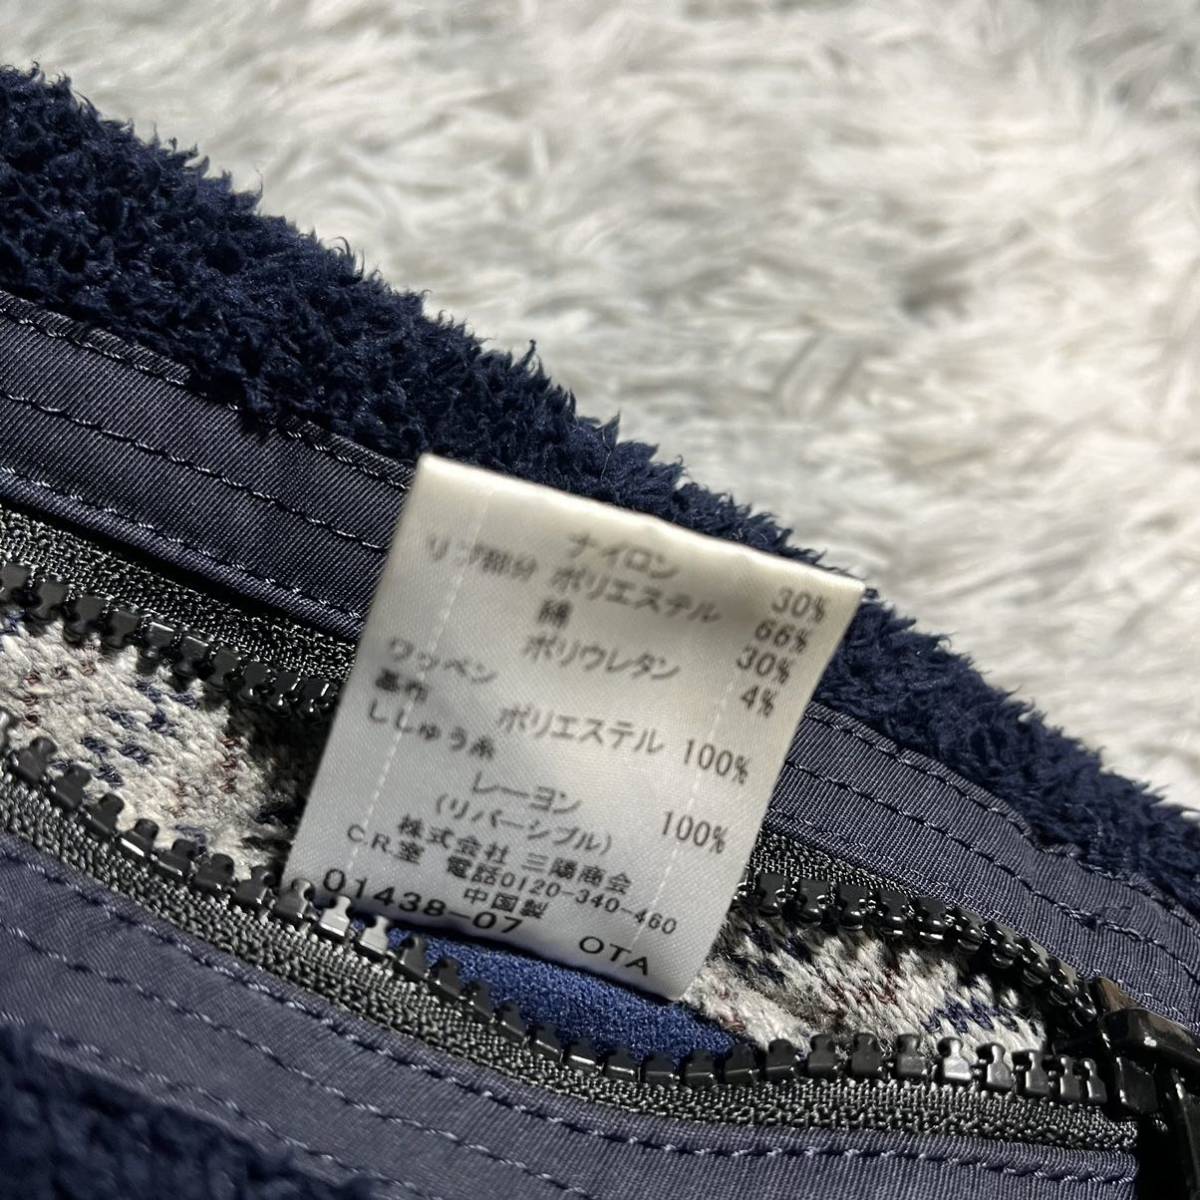 ナイロン 30%
リブ部分 ポリエステル 66%
綿 30%
ポリウレタン 4%
ワッペン
基布 ポリエステル 100%
ししゅう糸 レーヨン 100%
(リバーシブル)
株式会社 三陽商会
C.R.室 電話0120-340-460
中国製
01438-07 OTA